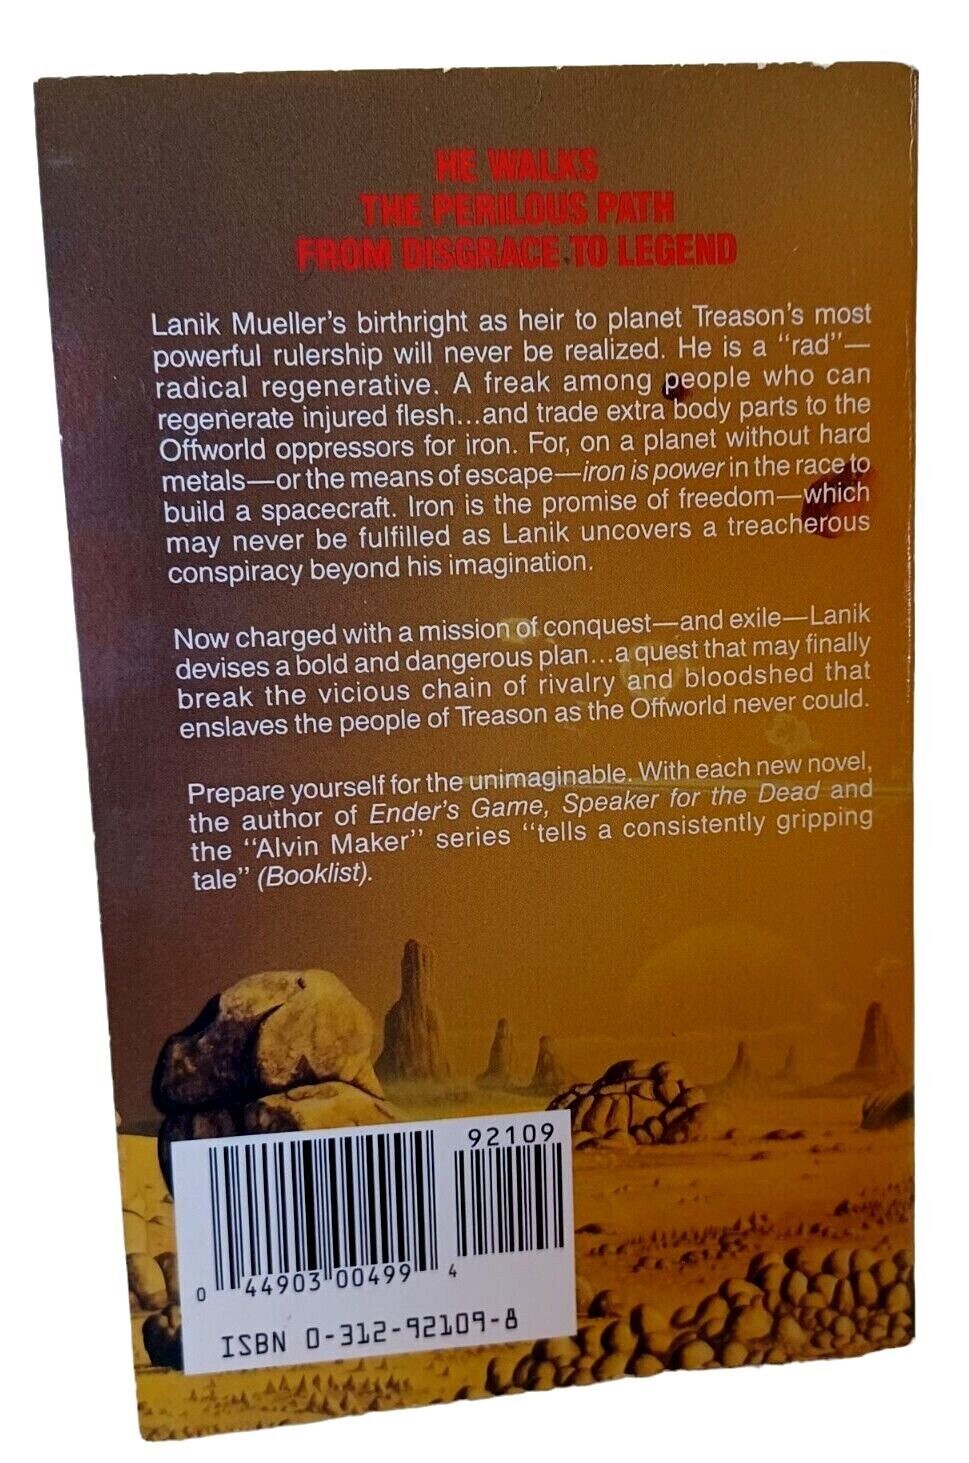 HE WALKS
THE PERILOUS PATH
FROM DISGRACE TO LEGEND
Lanik Mueller's birthright as heir to planet Treason's most
powerful rulership will never be realized. He is a "rad"—
radical regenerative. A freak among people who can
regenerate injured flesh...and trade extra body parts to the
Offworld oppressors for iron. For, on a planet without hard
metals—or the means of escape—iron is power in the race to
build a spacecraft. Iron is the promise of freedom—which
may never be fulfilled as Lanik uncovers a treacherous
conspiracy beyond his imagination.
Now charged with a mission of conquest—and exile—Lanik
devises a bold and dangerous plan...a quest that may finally
break the vicious chain of rivalry and bloodshed that
enslaves the people of Treason as the Offworld never could.
Prepare yourself for the unimaginable. With each new novel,
the author of Ender's Game, Speaker for the Dead and
the "Alvin Maker" series "tells a consistently gripping
tale" (Booklist).
92109
0 44903 00499 4
ISBN 0-312-92109-8